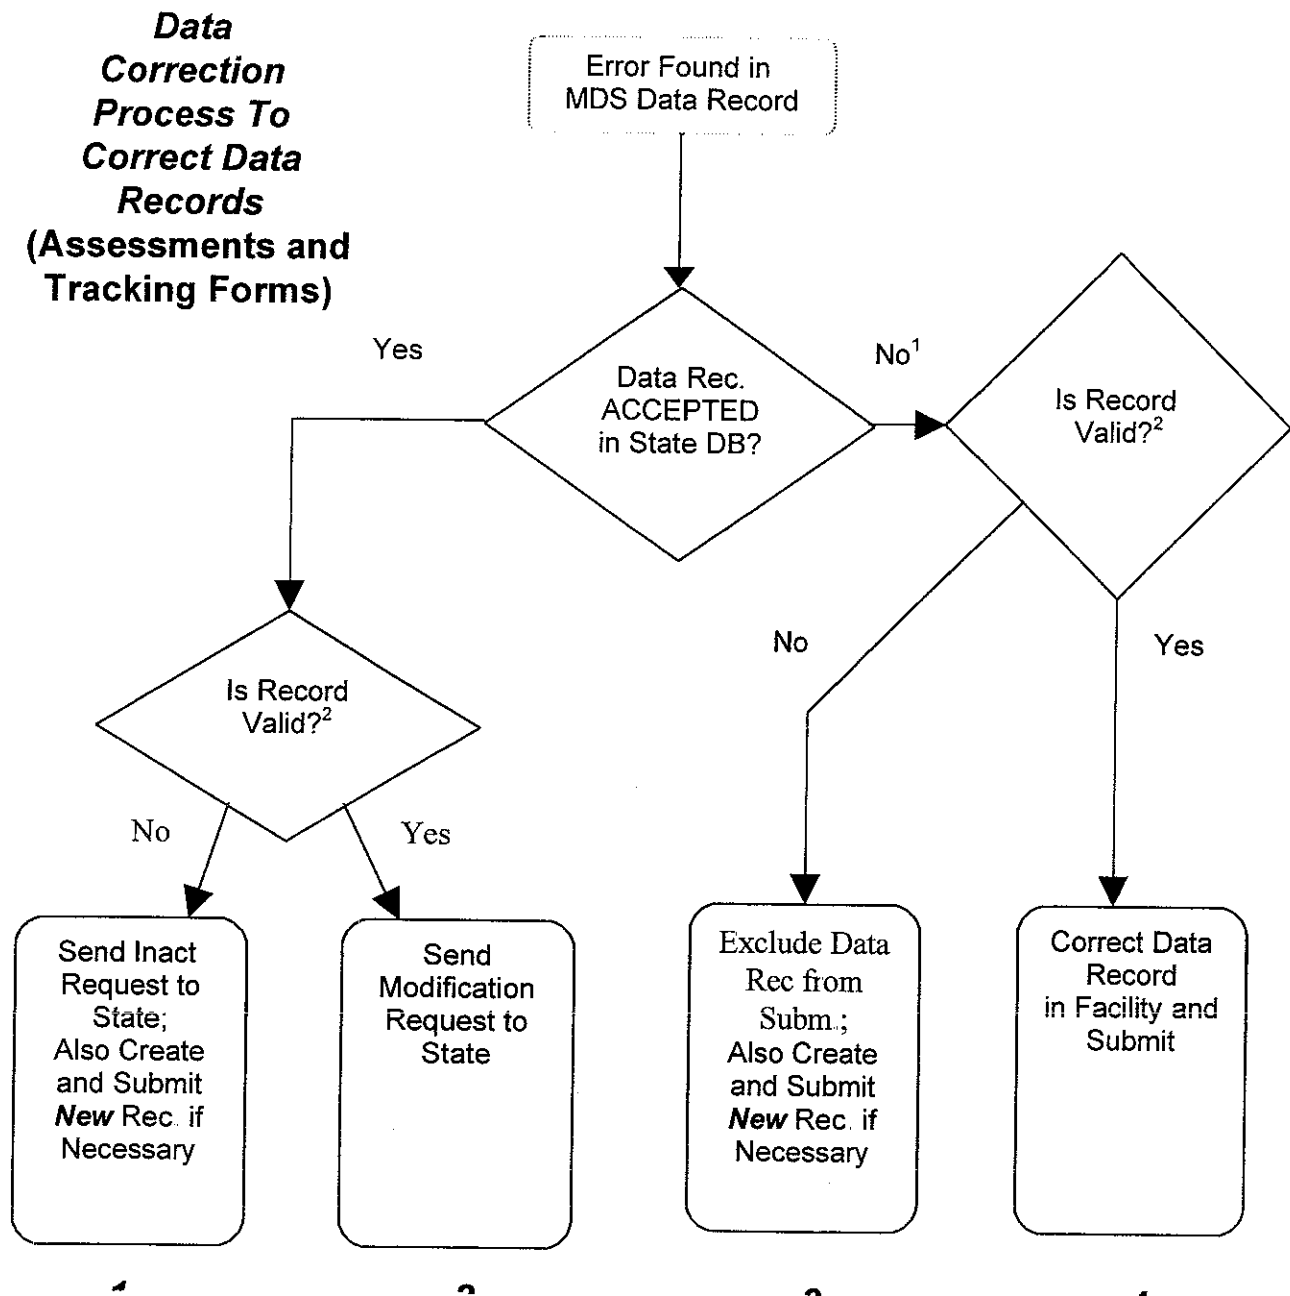 Data
Correction
Process To
Correct Data
Records
(Assessments and
Tracking Forms)
Error Found in
MDS Data Record
Yes
Data Rec.
ACCEPTED
in State DB?
No¹
Is Record
Valid?²
Is Record
Valid?²
No
Yes
No
Yes
Send Inact
Request to
State;
Also Create
and Submit
New Rec. if
Necessary
Send
Modification
Request to
State
Exclude Data
Rec from
Subm.;
Also Create
and Submit
New Rec. if
Necessary
Correct Data
Record
in Facility and
Submit